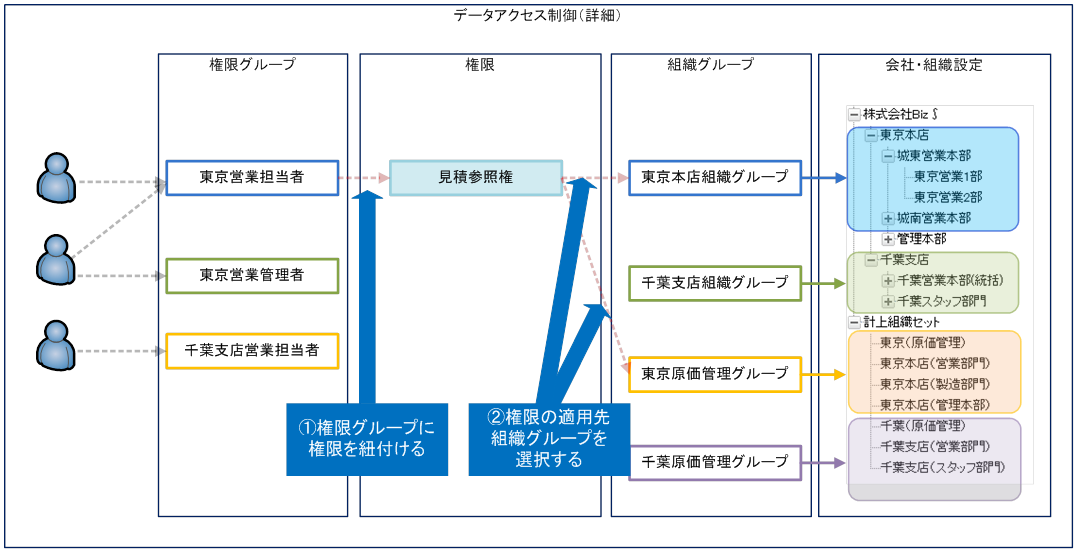 データアクセス制御（詳細）
権限グループ
権限
組織グループ
会社・組織設定
東京営業担当者
東京営業管理者
千葉支店営業担当者
見積参照権
東京本店組織グループ
千葉支店組織グループ
東京原価管理グループ
千葉原価管理グループ
①権限グループに
権限を紐付ける
②権限の適用先
組織グループを
選択する
株式会社Biz∫
東京本店
城東営業本部
東京営業1部
東京営業2部
城南営業本部
管理本部
千葉支店
千葉営業本部(統括)
千葉スタッフ部門
計上組織セット
東京（原価管理）
東京本店（営業部門）
東京本店（製造部門）
東京本店（管理本部）
千葉（原価管理）
千葉支店（営業部門）
千葉支店（スタッフ部門）